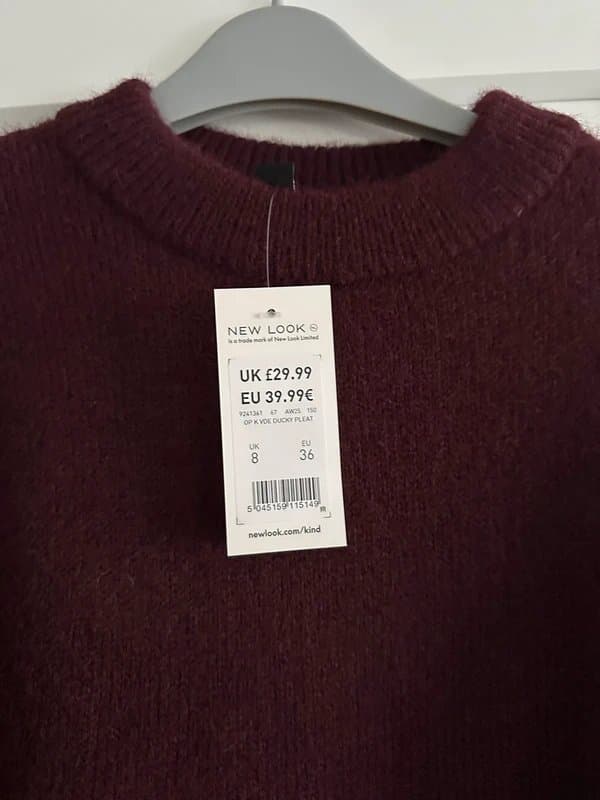 NEW LOOK
is a trade mark of New Look Limited
UK £29.99
EU 39.99€
9241361 67 AW25 150
OP K VDE DUCKY PLEAT
UK EU
8 36
5 045159 115149
newlook.com/kind